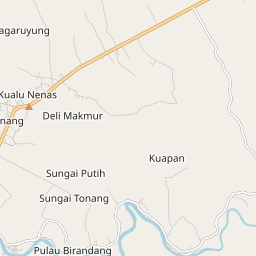 agaruyung
Kualu Nenas
nang
Deli Makmur
Kuapan
Sungai Putih
Sungai Tonang
Pulau Birandang